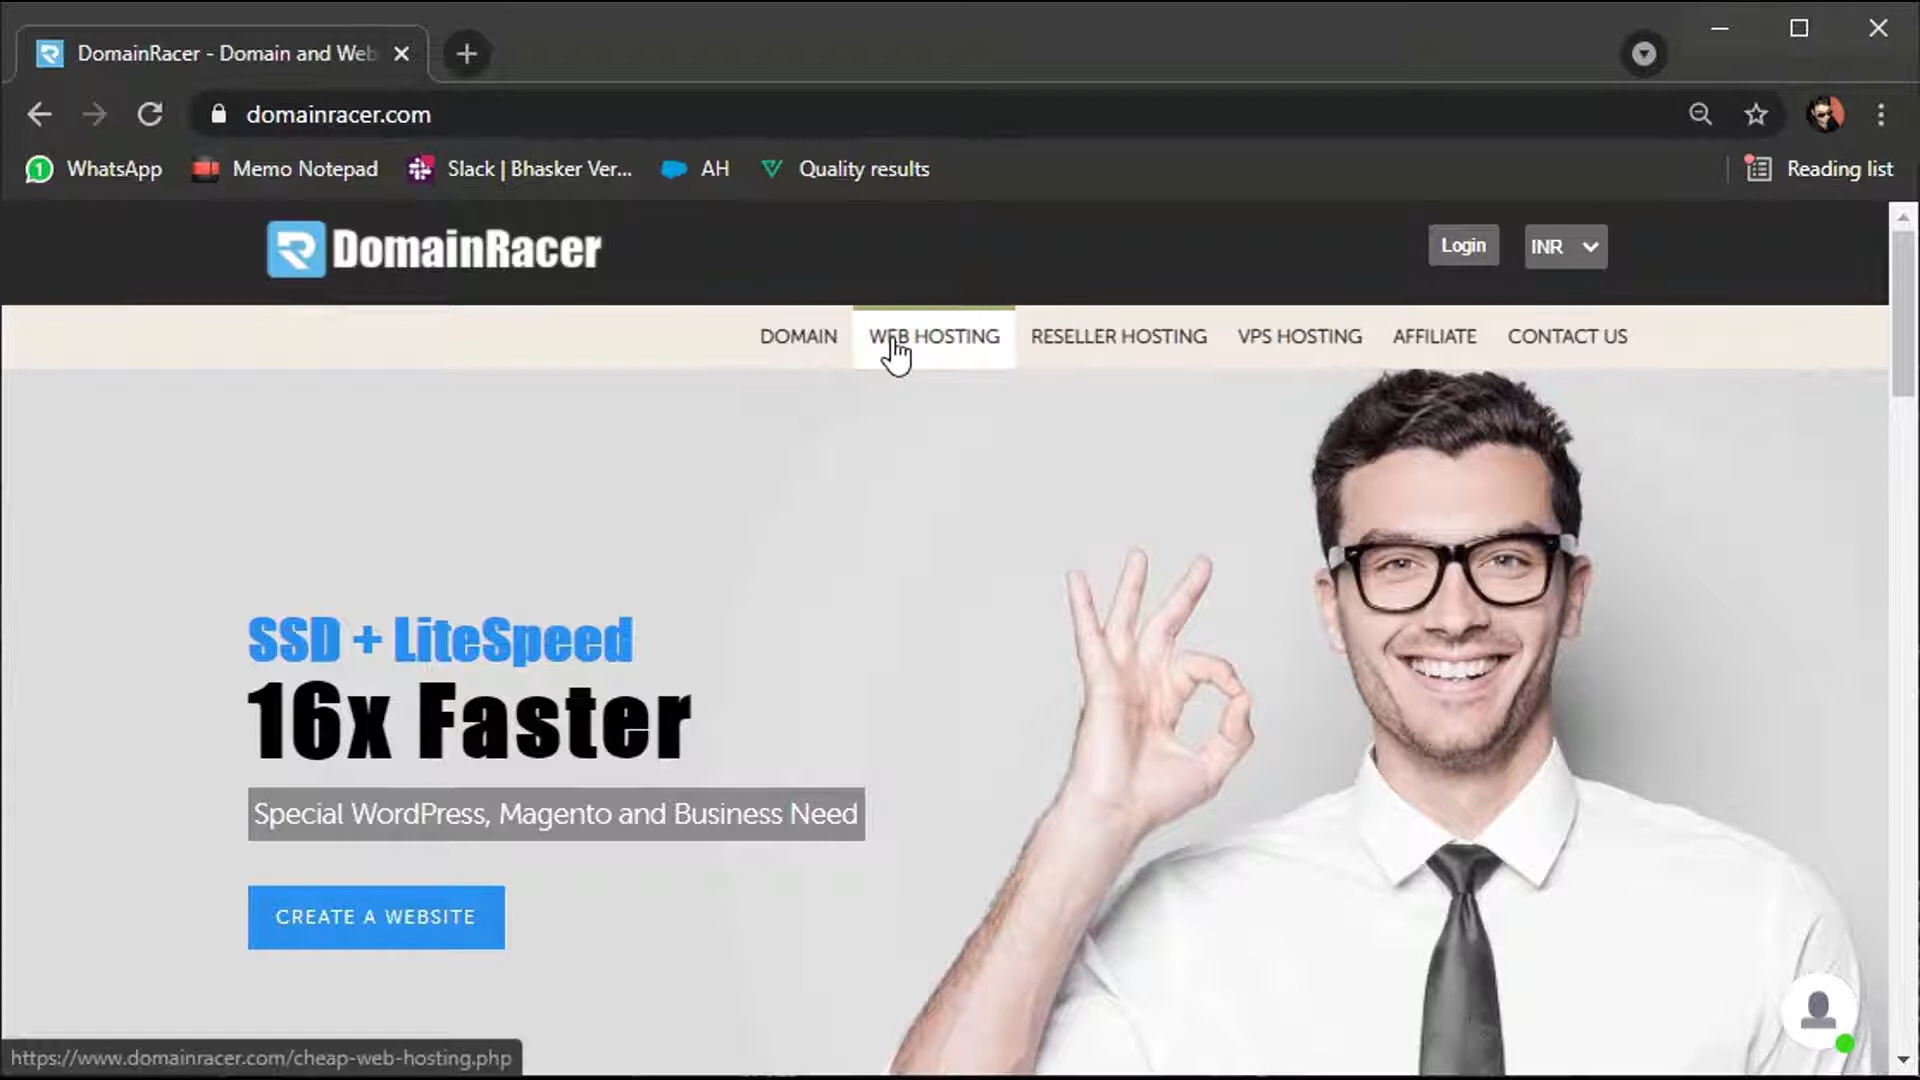 DomainRacer - Domain and Web
domainracer.com
1 WhatsApp Memo Notepad Slack | Bhasker Ver... AH Quality results Reading list
DomainRacer Login INR
DOMAIN WEB HOSTING RESELLER HOSTING VPS HOSTING AFFILIATE CONTACT US
SSD + LiteSpeed
16x Faster
Special WordPress, Magento and Business Need
CREATE A WEBSITE
https://www.domainracer.com/cheap-web-hosting.php